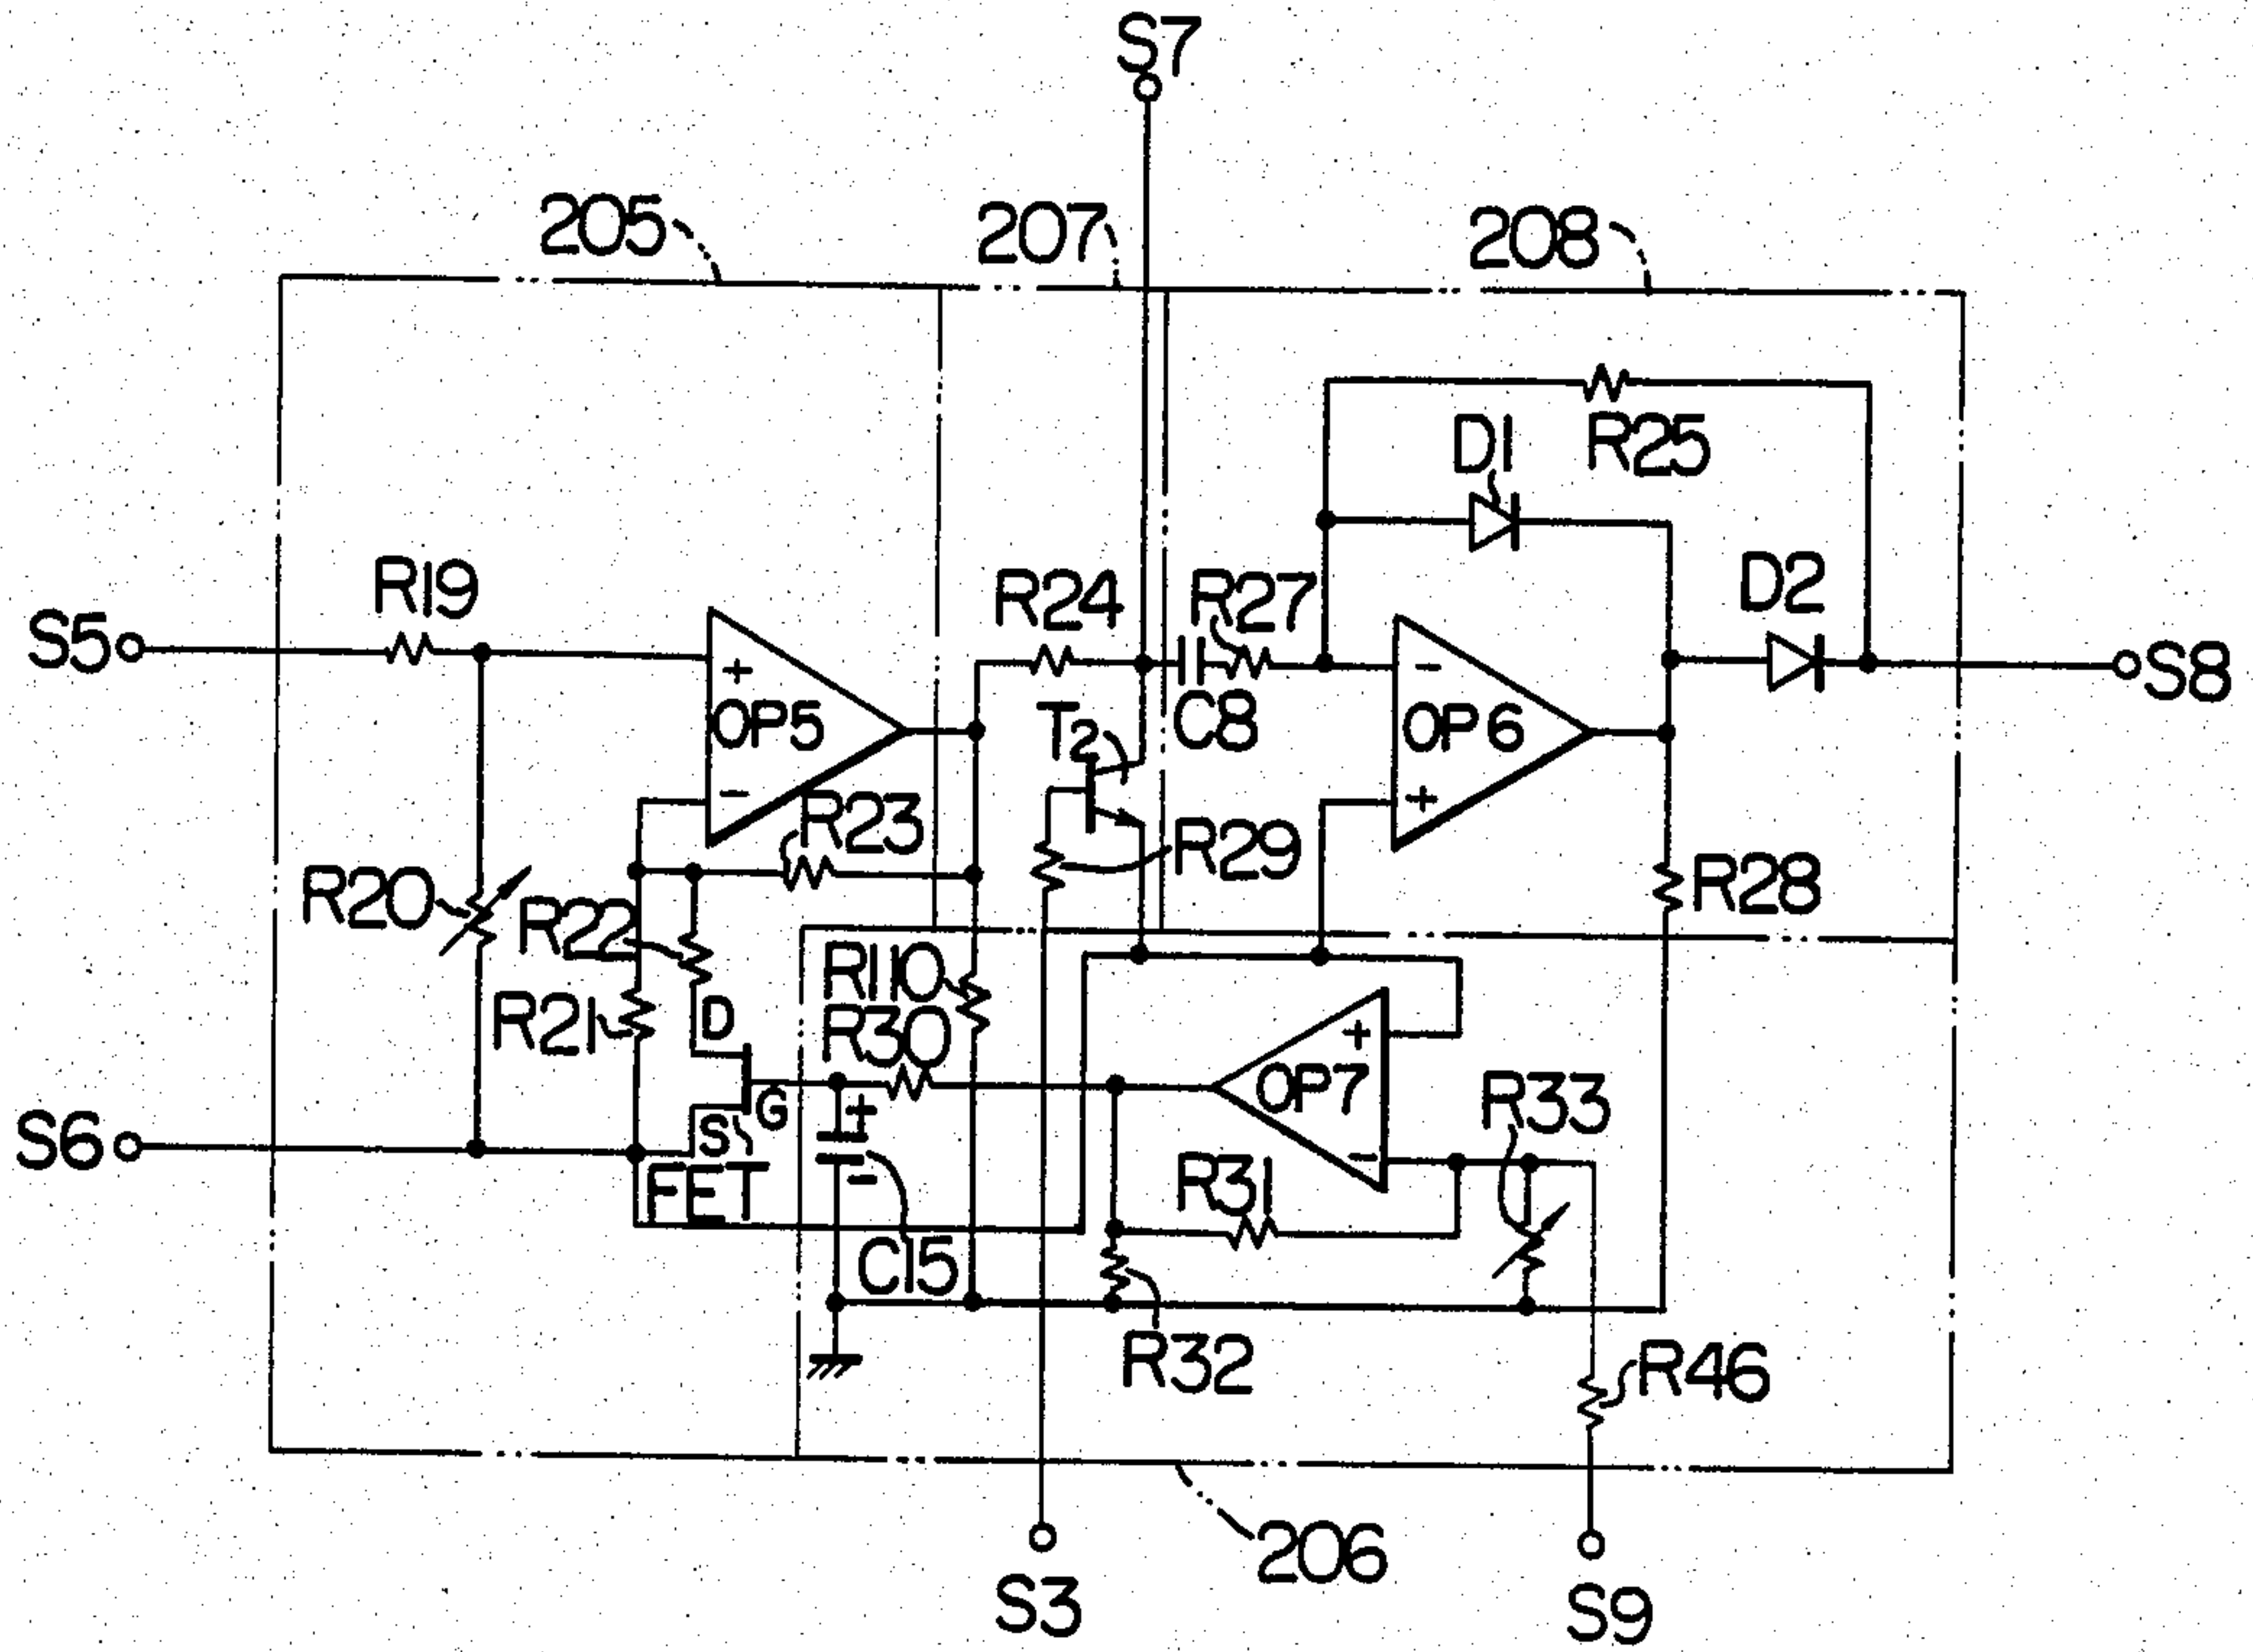 S7
205
207
208
R25
D1
R19
R24
R27
D2
S5
+
-
S8
OP5
T2
C8
OP6
-
+
R23
R29
R20
R22
R28
R110
R21
D
R30
+
OP7
R33
G
+
S6
S
-
R31
FET
-
C15
R32
R46
206
S3
S9